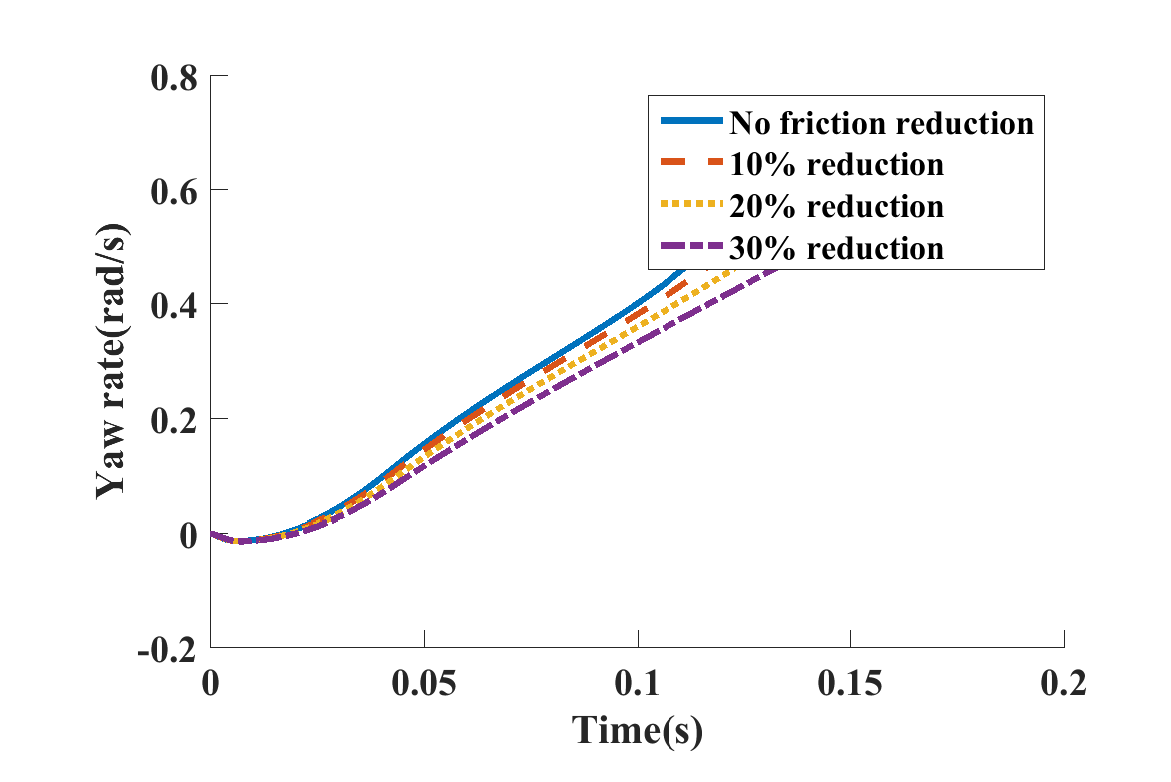 0.8
0.6
0.4
0.2
0
-0.2
Yaw rate(rad/s)
No friction reduction
10% reduction
20% reduction
30% reduction
0
0.05
0.1
0.15
0.2
Time(s)